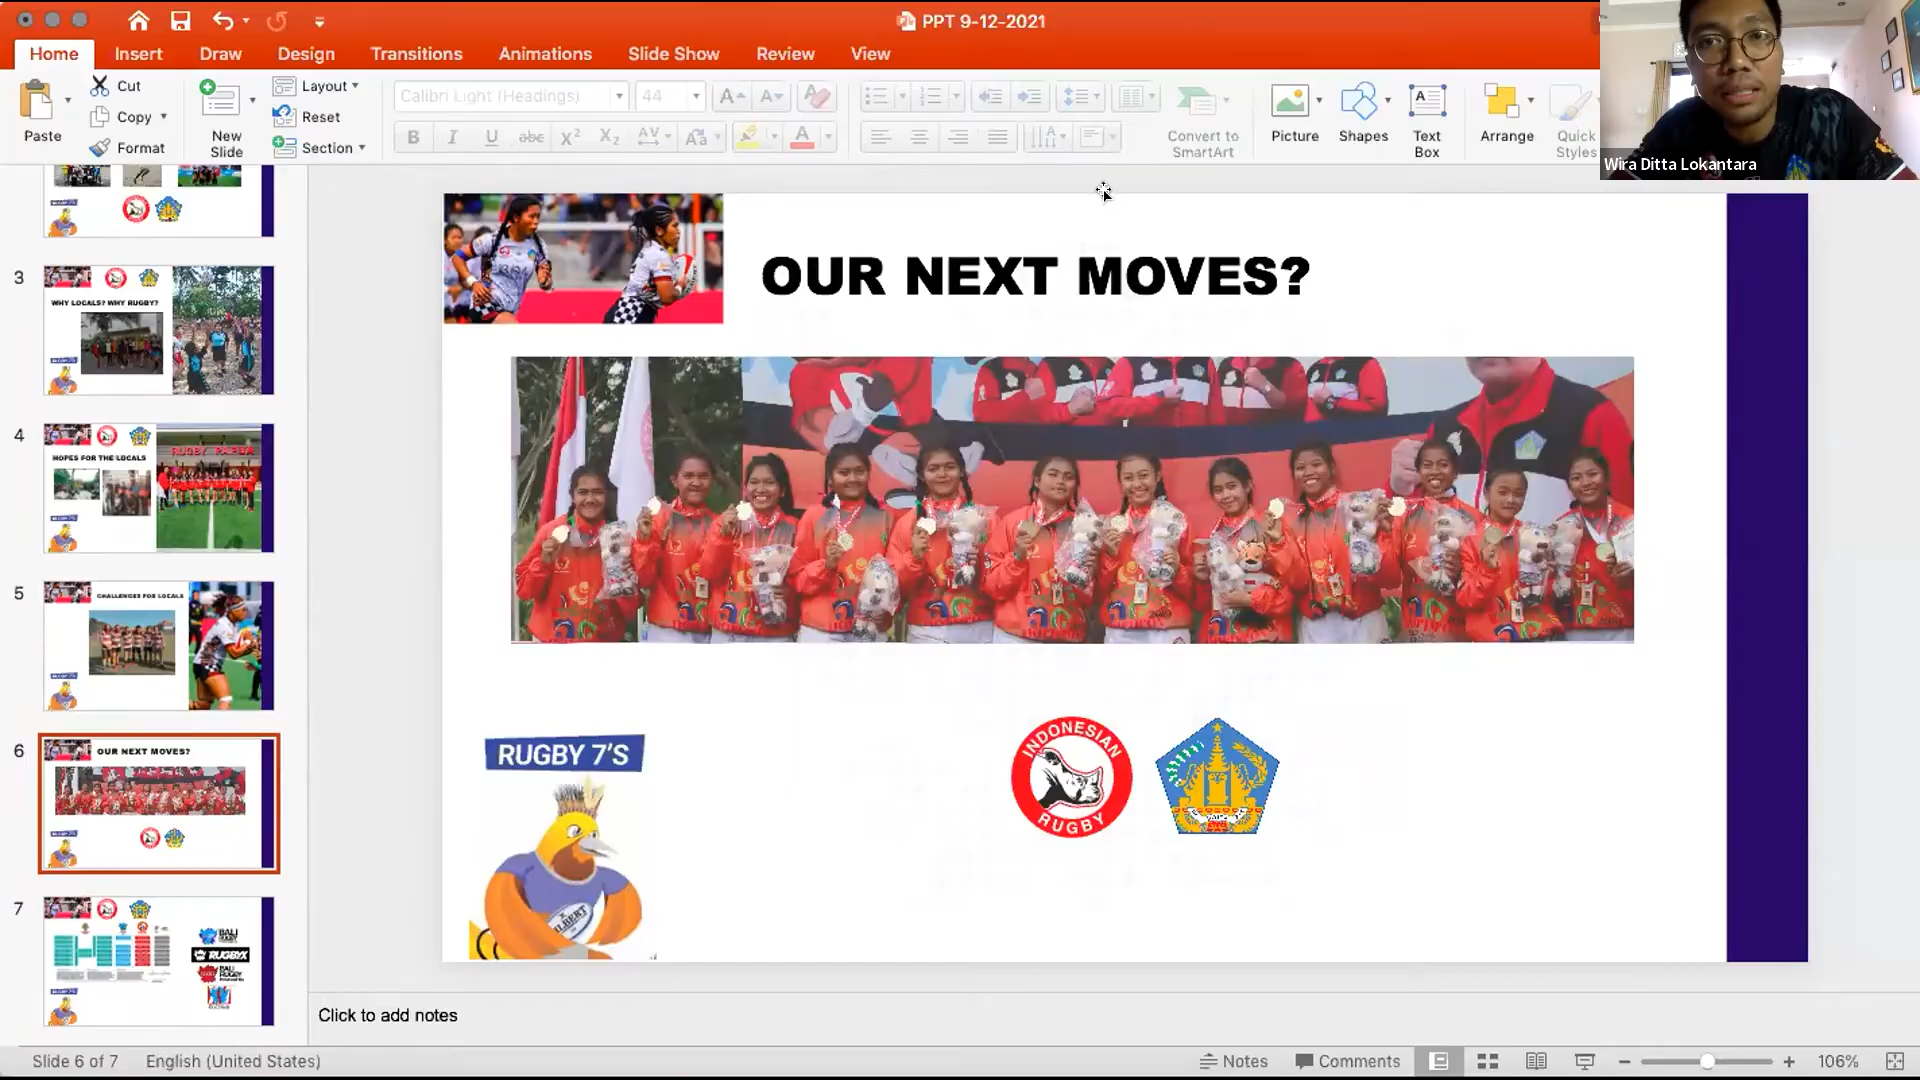 PPT 9-12-2021
Home Insert Draw Design Transitions Animations Slide Show Review View
Paste
Cut
Copy
Format
New
Slide
Layout
Reset
Section
Calibri Light (Headings) 44
Convert to
SmartArt
Picture
Shapes
Text
Box
Arrange
Quick
Styles
Wira Ditta Lokantara
3
WHY LOCALS? WHY RUGBY?
4
HOPES FOR THE LOCALS
RUGBY PAPUA
5
CHALLENGES FOR LOCALS
6
OUR NEXT MOVES?
7
RUGBYX
OUR NEXT MOVES?
RUGBY 7'S
INDONESIAN
RUGBY
Click to add notes
Slide 6 of 7 English (United States) Notes Comments 106%